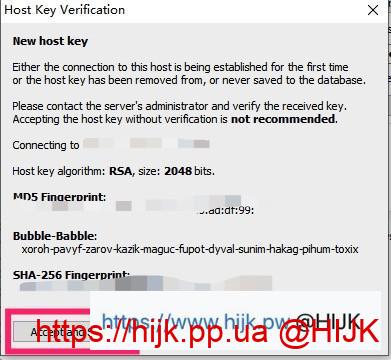 Host Key Verification
New host key
Either the connection to this host is being established for the first time
or the host key has been removed from, or never saved to the database.
Please contact the server's administrator and verify the received key.
Accepting the host key without verification is not recommended.
Connecting to
Host key algorithm: RSA, size: 2048 bits.
MD5 Fingerprint:
:ad:df:99:
Bubble-Babble:
xoroh-pavyf-zarov-kazik-maguc-fupot-dyval-sunim-hakag-pihum-toxix
SHA-256 Fingerprint:
https://www.hijk.pw @HIJK
Accept and
https://hijk.pp.ua @HIJK